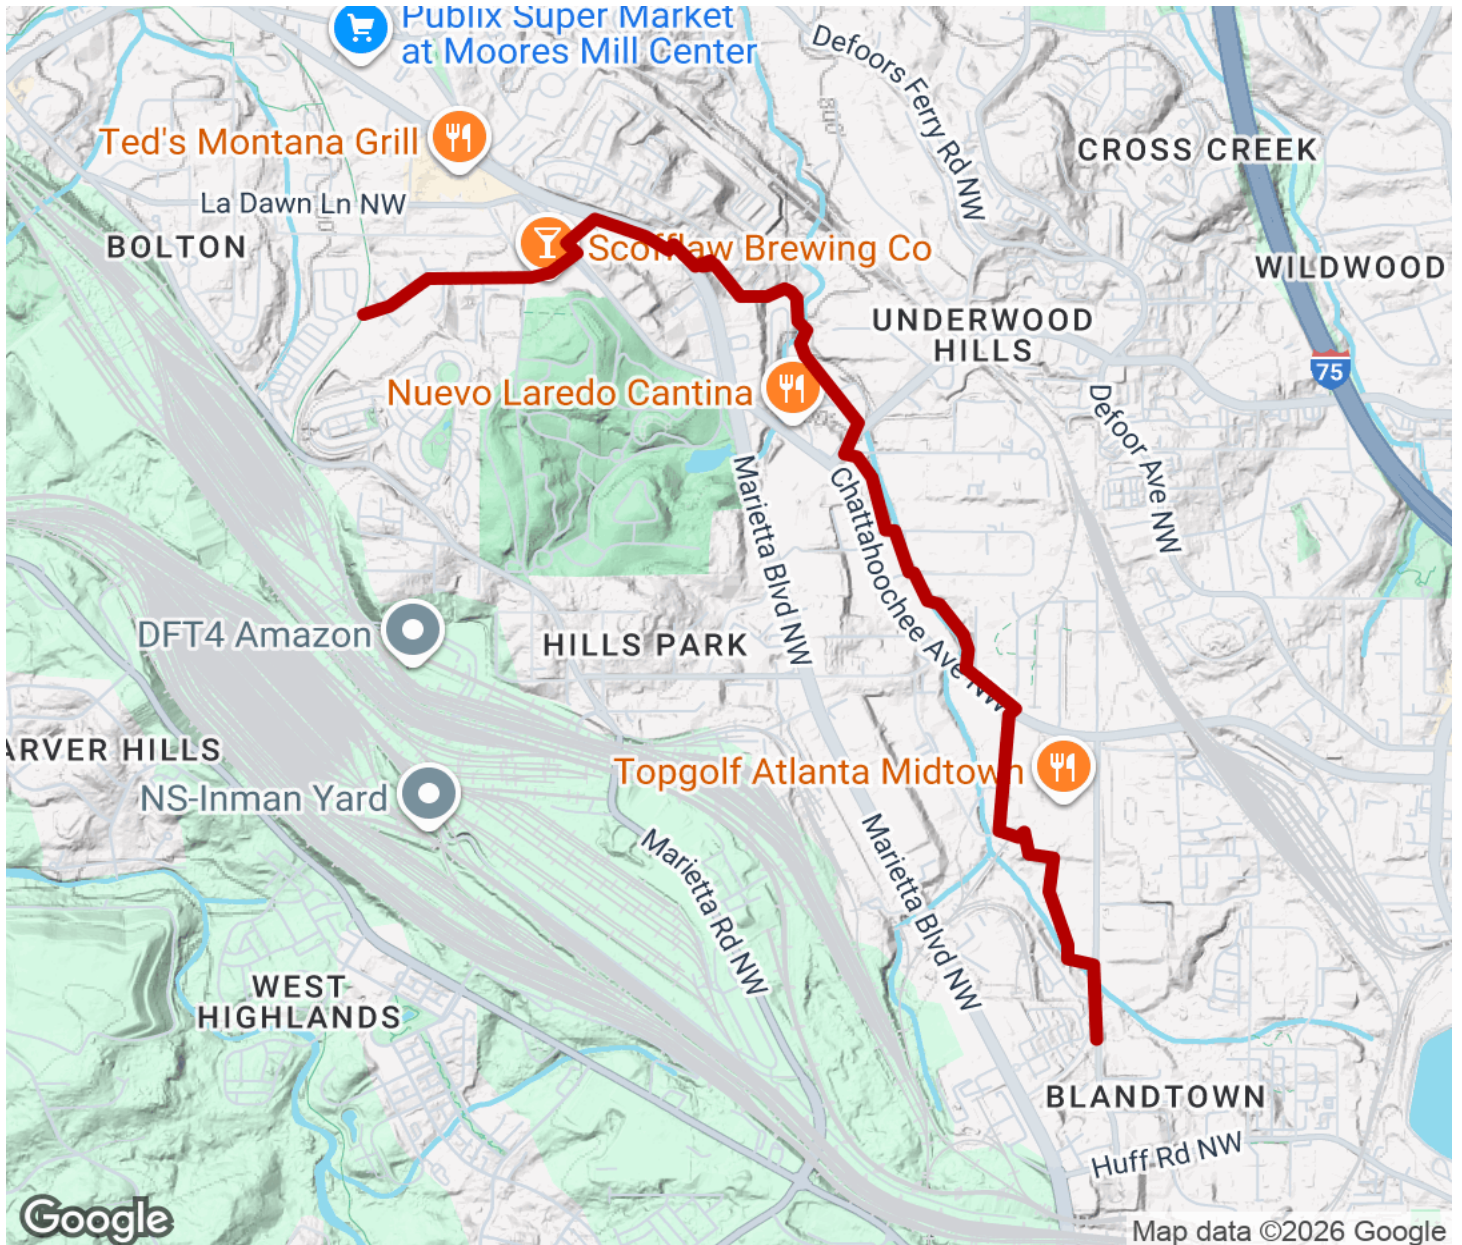 Publix Super Market
at Moores Mill Center
Defoors Ferry Rd NW
Ted's Montana Grill
CROSS CREEK
La Dawn Ln NW
BOLTON
Scofflaw Brewing Co
WILDWOOD
UNDERWOOD
HILLS
75
Nuevo Laredo Cantina
Defoor Ave NW
Marietta Blvd NW
Chattahoochee Ave NW
DFT4 Amazon
HILLS PARK
ARVER HILLS
Topgolf Atlanta Midtown
NS-Inman Yard
Marietta Rd NW
Marietta Blvd NW
WEST
HIGHLANDS
BLANDTOWN
Huff Rd NW
Google
Map data ©2026 Google